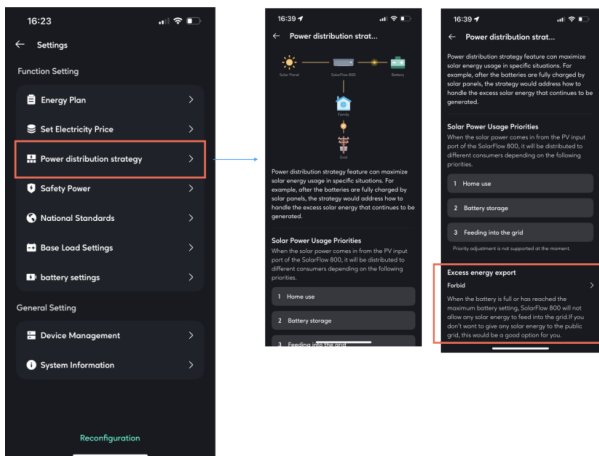 16:23
Settings
Function Setting
Energy Plan
Set Electricity Price
Power distribution strategy
Safety Power
National Standards
Base Load Settings
battery settings
General Setting
Device Management
System Information
Reconfiguration
16:39
Power distribution strat...
Solar Panel
SolarFlow 800
Battery
Family
Grid
Power distribution strategy feature can maximize
solar energy usage in specific situations. For
example, after the batteries are fully charged by
solar panels, the strategy would address how to
handle the excess solar energy that continues to be
generated.
Solar Power Usage Priorities
When the solar power comes in from the PV input
port of the SolarFlow 800, it will be distributed to
different consumers depending on the following
priorities.
1 Home use
2 Battery storage
3 Feeding into the grid
16:39
Power distribution strat...
Power distribution strategy feature can maximize
solar energy usage in specific situations. For
example, after the batteries are fully charged by
solar panels, the strategy would address how to
handle the excess solar energy that continues to be
generated.
Solar Power Usage Priorities
When the solar power comes in from the PV input
port of the SolarFlow 800, it will be distributed to
different consumers depending on the following
priorities.
1 Home use
2 Battery storage
3 Feeding into the grid
Priority adjustment is not supported at the moment.
Excess energy export
Forbid
When the battery is full or has reached the
maximum battery setting, SolarFlow 800 will not
allow any solar energy to feed into the grid.If you
don't want to give any solar energy to the public
grid, this would be a good option for you.